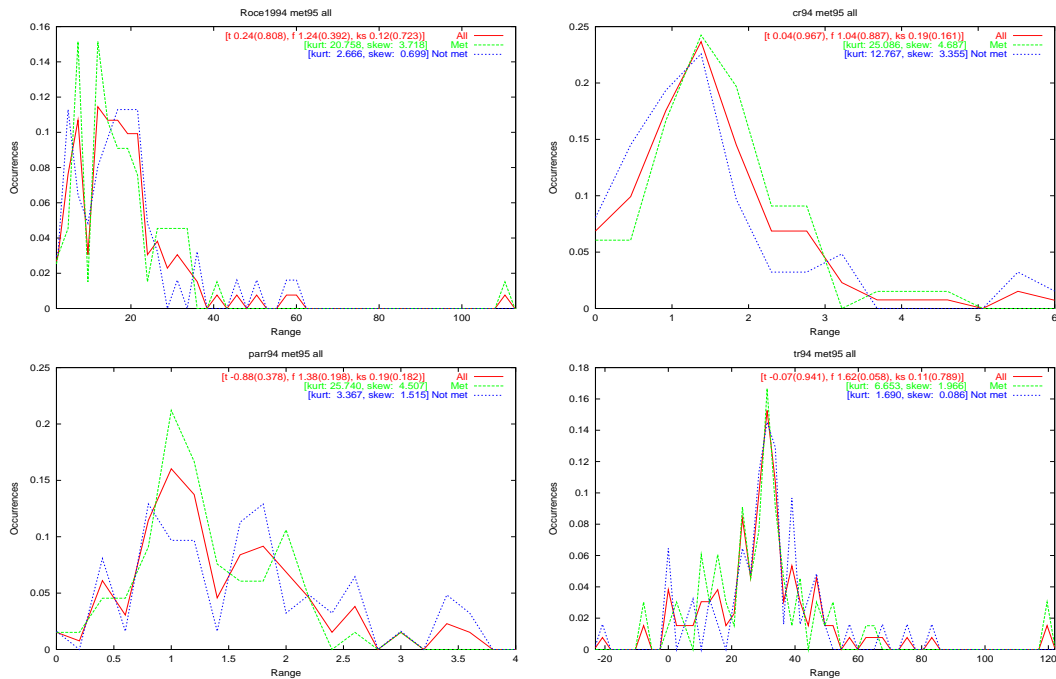 Roce1994 met95 all
[t 0.24(0.808), f 1.24(0.392), ks 0.12(0.723)] All
[kurt: 20.758, skew: 3.718] Met
[kurt: 2.666, skew: 0.699] Not met
0.16
0.14
0.12
0.1
0.08
0.06
0.04
0.02
0
Occurrences
20 40 60 80 100
Range
cr94 met95 all
[t 0.04(0.967), f 1.04(0.887), ks 0.19(0.161)] All
[kurt: 25.086, skew: 4.687] Met
[kurt: 12.767, skew: 3.355] Not met
0.25
0.2
0.15
0.1
0.05
0
Occurrences
0 1 2 3 4 5 6
Range
parr94 met95 all
[t -0.88(0.378), f 1.38(0.198), ks 0.19(0.182)] All
[kurt: 25.740, skew: 4.507] Met
[kurt: 3.367, skew: 1.515] Not met
0.25
0.2
0.15
0.1
0.05
0
Occurrences
0 0.5 1 1.5 2 2.5 3 3.5 4
Range
tr94 met95 all
[t -0.07(0.941), f 1.62(0.058), ks 0.11(0.789)] All
[kurt: 6.653, skew: 1.966] Met
[kurt: 1.690, skew: 0.086] Not met
0.18
0.16
0.14
0.12
0.1
0.08
0.06
0.04
0.02
0
Occurrences
-20 0 20 40 60 80 100 120
Range